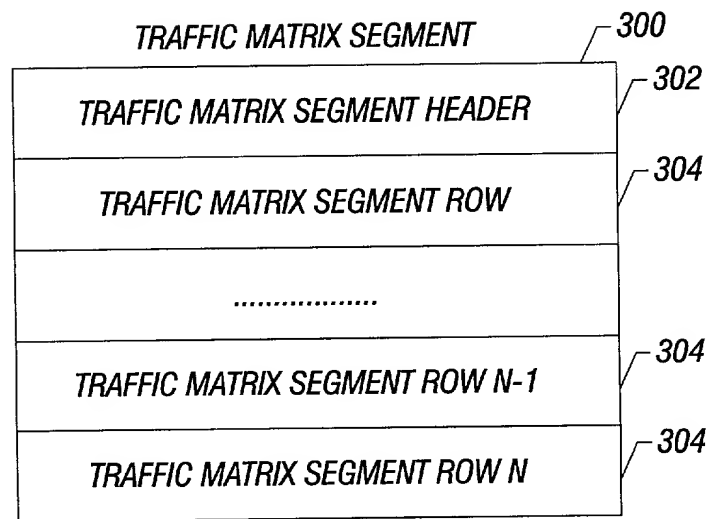 TRAFFIC MATRIX SEGMENT 300
TRAFFIC MATRIX SEGMENT HEADER 302
TRAFFIC MATRIX SEGMENT ROW 304
..................
TRAFFIC MATRIX SEGMENT ROW N-1 304
TRAFFIC MATRIX SEGMENT ROW N 304